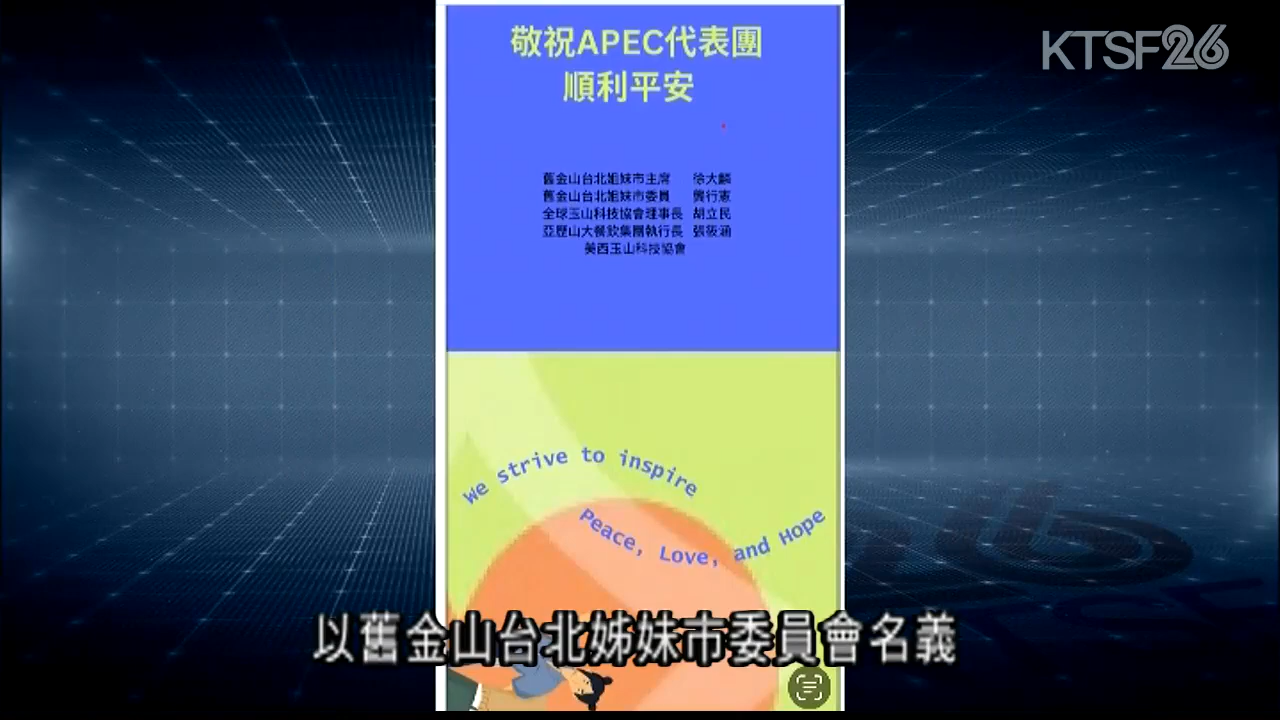 KTSF26
敬祝APEC代表團
順利平安
舊金山台北姐妹市主席 徐大麟
舊金山台北姐妹市委員 龔行憲
全球玉山科技協會理事長 胡立民
亞歷山大餐飲集團執行長 張筱涵
美西玉山科技協會
We strive to inspire
Peace, Love, and Hope
以舊金山台北姊妹市委員會名義